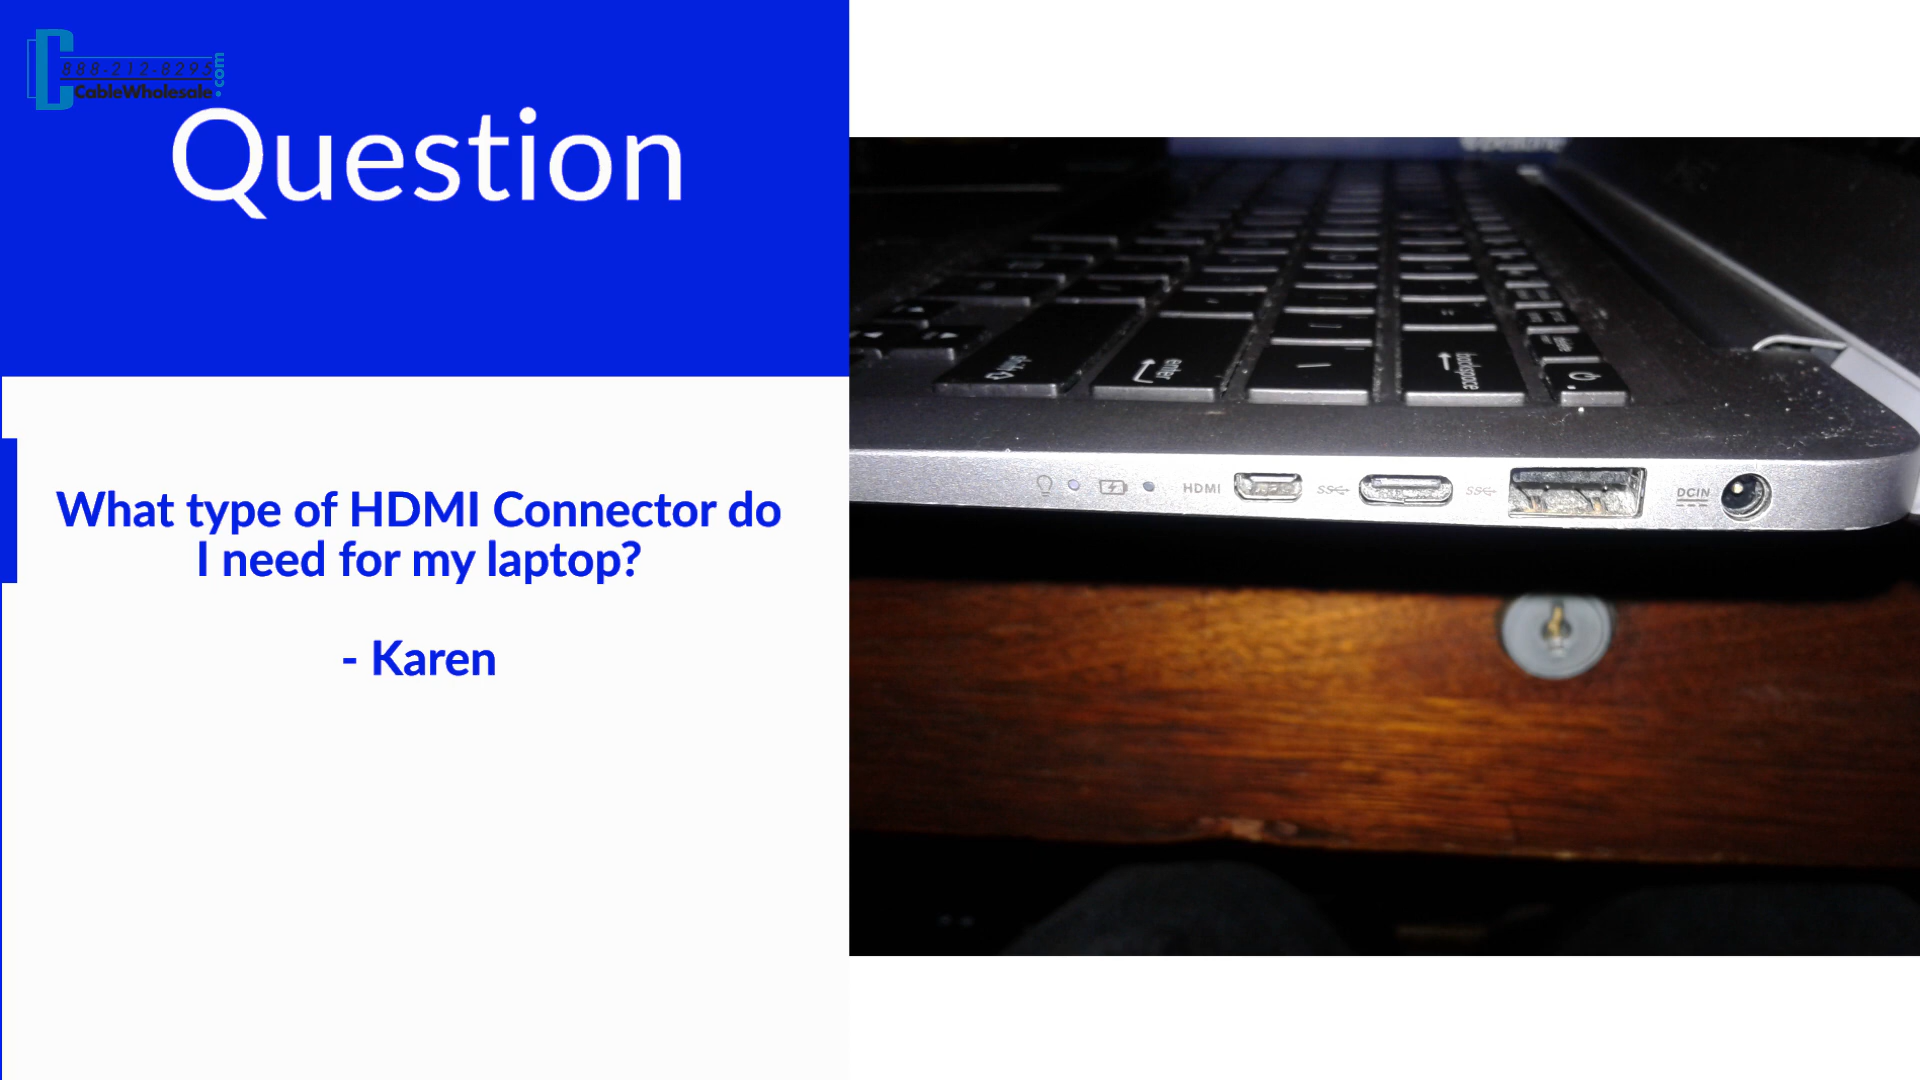 888-212-8295
CableWholesale.com
Question
What type of HDMI Connector do
I need for my laptop?
- Karen
shift
enter
backspace
HDMI
SS
SS
DCIN